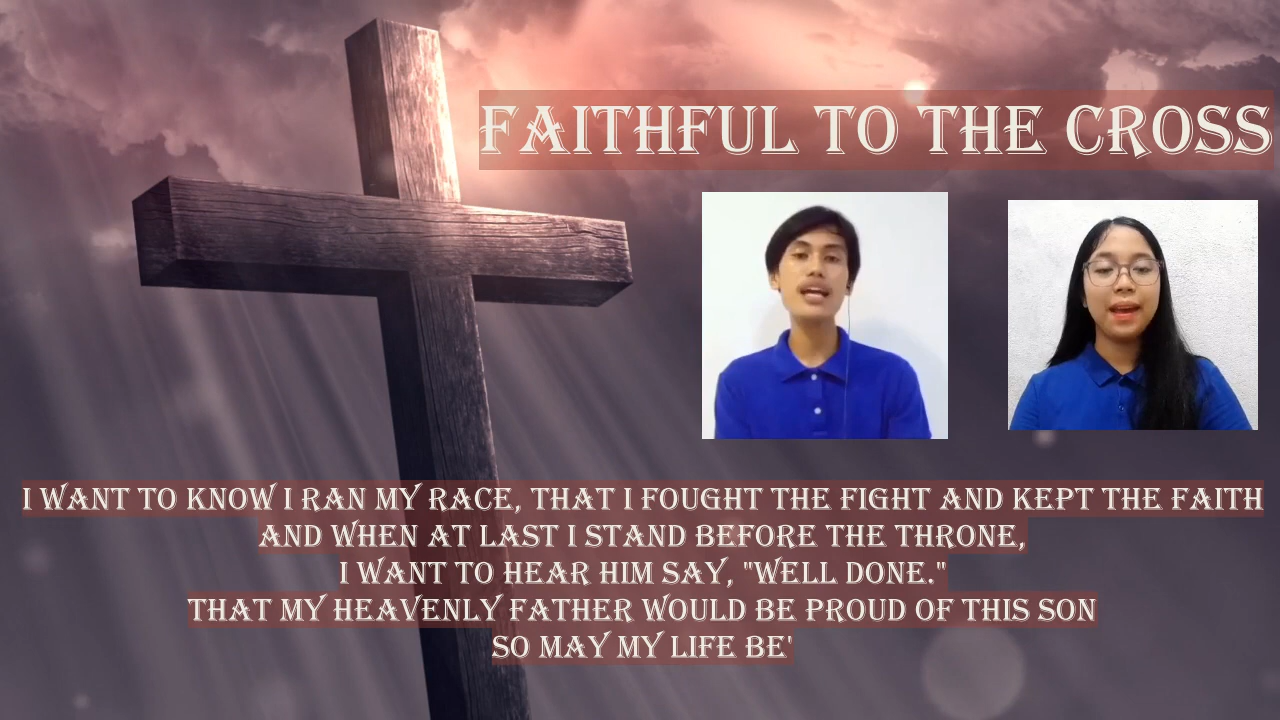 FAITHFUL TO THE CROSS
I WANT TO KNOW I RAN MY RACE, THAT I FOUGHT THE FIGHT AND KEPT THE FAITH
AND WHEN AT LAST I STAND BEFORE THE THRONE,
I WANT TO HEAR HIM SAY, "WELL DONE."
THAT MY HEAVENLY FATHER WOULD BE PROUD OF THIS SON
SO MAY MY LIFE BE'